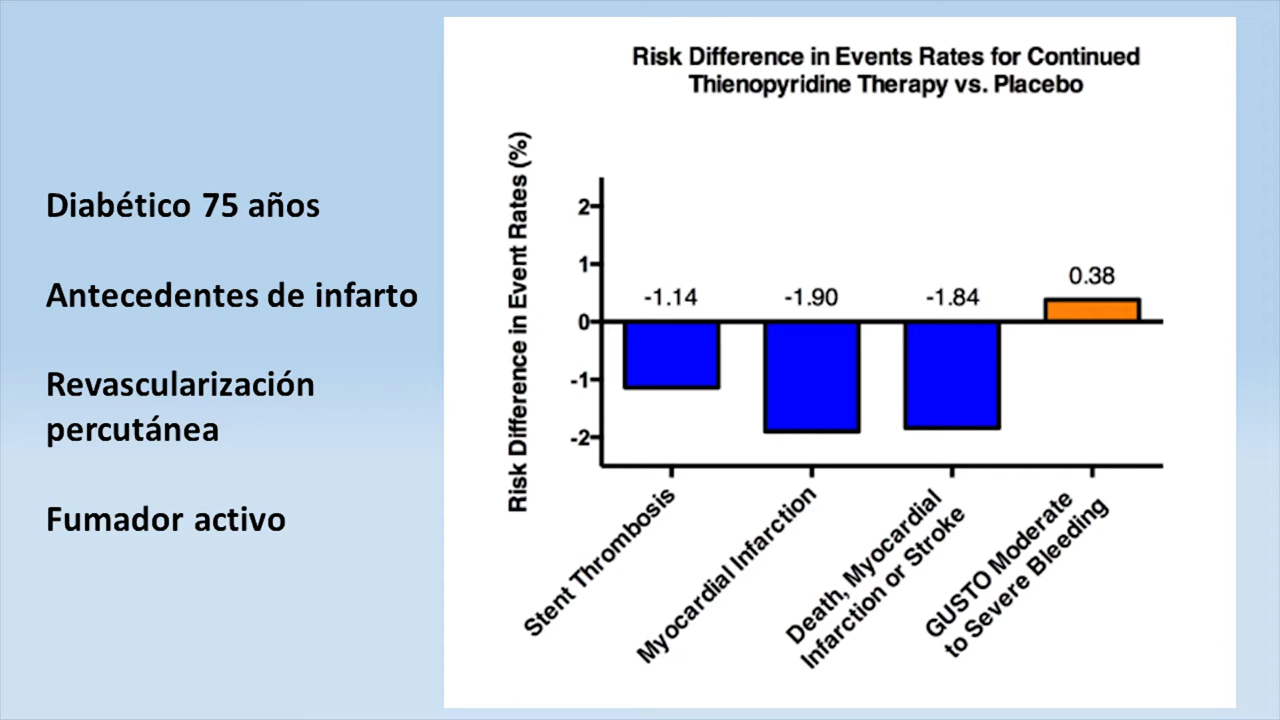 Diabético 75 años
Antecedentes de infarto
Revascularización
percutánea
Fumador activo
Risk Difference in Events Rates for Continued
Thienopyridine Therapy vs. Placebo
Risk Difference in Event Rates (%)
2
1
0
-1
-2
-1.14
-1.90
-1.84
0.38
Stent Thrombosis
Myocardial Infarction
Death, Myocardial
Infarction or Stroke
GUSTO Moderate
to Severe Bleeding